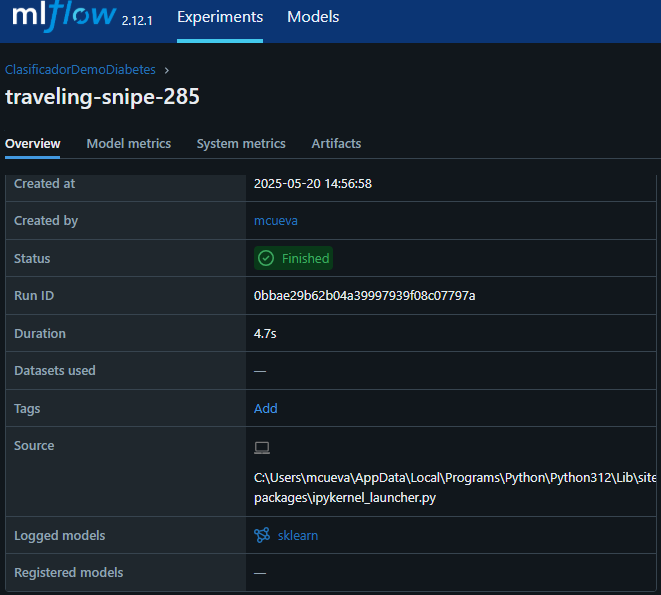 mlflow 2.12.1 Experiments Models
ClasificadorDemoDiabetes ›
traveling-snipe-285
Overview Model metrics System metrics Artifacts
Created at 2025-05-20 14:56:58
Created by mcueva
Status Finished
Run ID 0bbae29b62b04a39997939f08c07797a
Duration 4.7s
Datasets used —
Tags Add
Source
C:\Users\mcueva\AppData\Local\Programs\Python\Python312\Lib\site
packages\ipykernel_launcher.py
Logged models sklearn
Registered models —